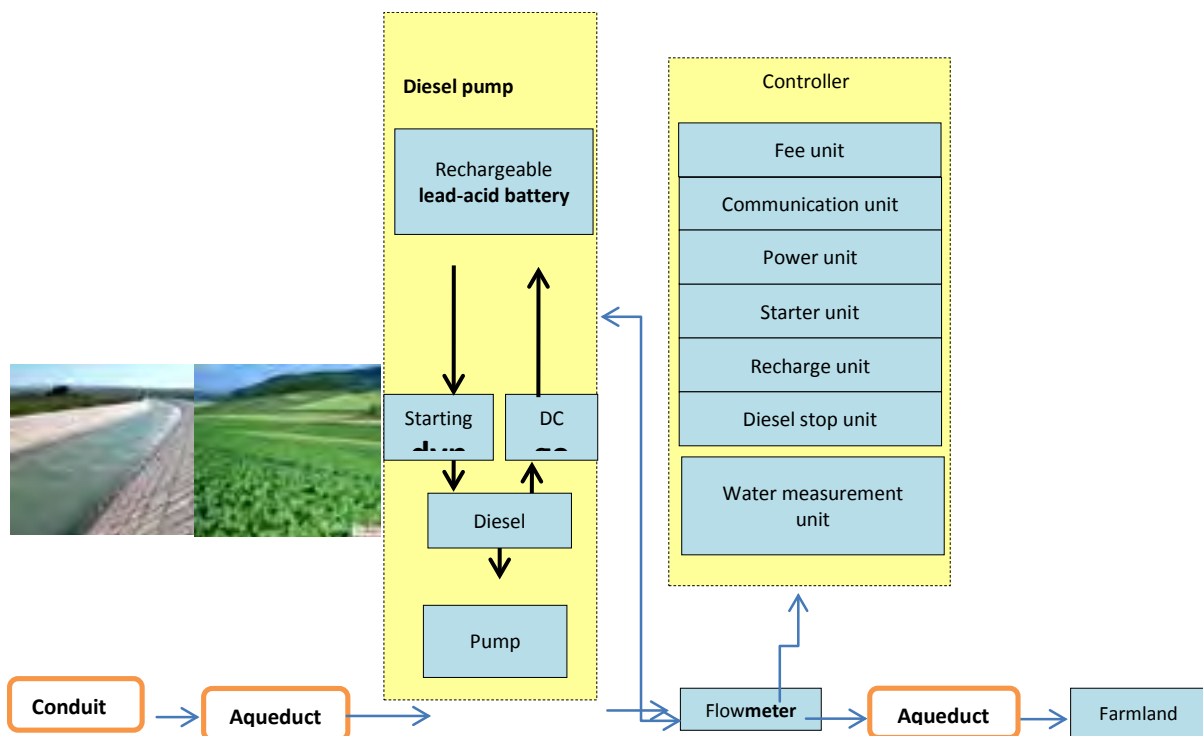 Diesel pump
Rechargeable
lead-acid battery
Starting
DC
Diesel
Pump
Controller
Fee unit
Communication unit
Power unit
Starter unit
Recharge unit
Diesel stop unit
Water measurement
unit
Conduit
Aqueduct
Flowmeter
Aqueduct
Farmland